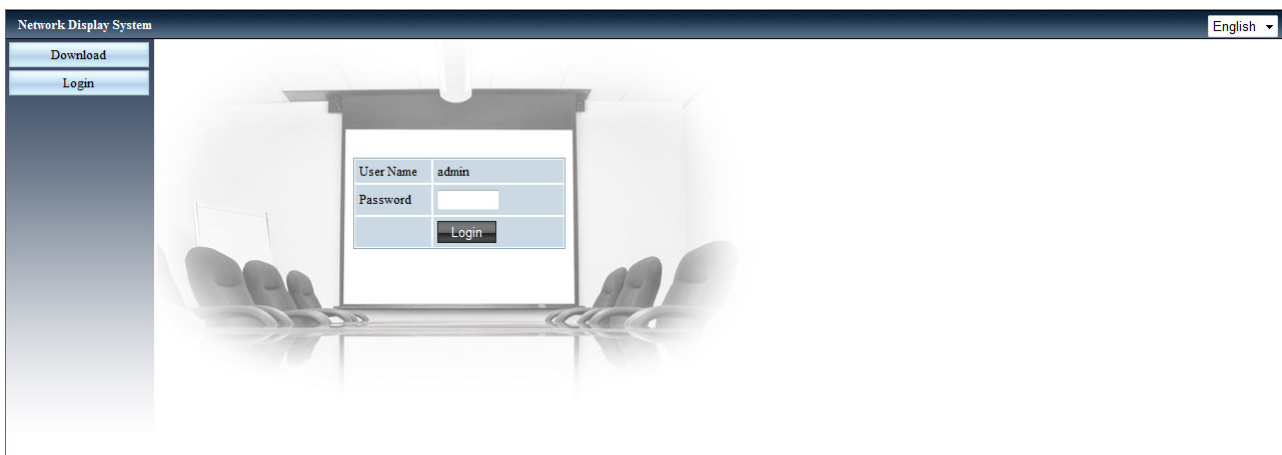 Network Display System
English
Download
Login
User Name admin
Password
Login